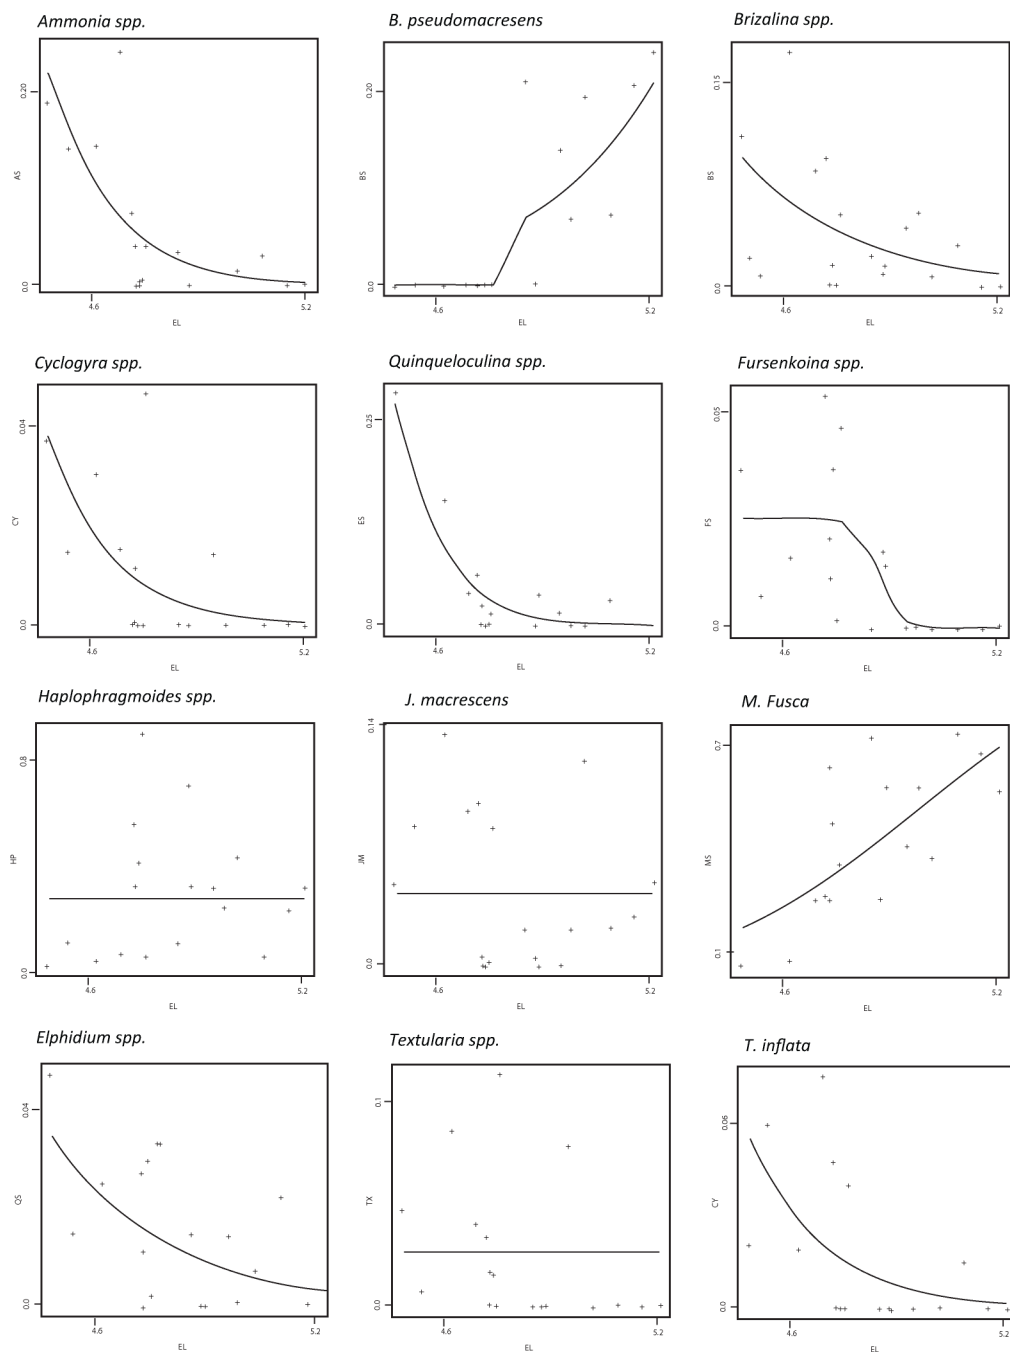 Ammonia spp.
0.20
AS
0.0
4.6
5.2
EL
B. pseudomacresens
0.20
BS
0.0
4.6
5.2
EL
Brizalina spp.
0.15
BS
0.0
4.6
5.2
EL
Cyclogyra spp.
0.04
CY
0.0
4.6
5.2
EL
Quinqueloculina spp.
0.25
ES
0.0
4.6
5.2
EL
Fursenkoina spp.
0.05
FS
0.0
4.6
5.2
EL
Haplophragmoides spp.
0.8
HP
0.0
4.6
5.2
EL
J. macrescens
0.14
JM
0.0
4.6
5.2
EL
M. Fusca
0.7
MS
0.1
4.6
5.2
EL
Elphidium spp.
0.04
QS
0.0
4.6
5.2
EL
Textularia spp.
0.1
TX
0.0
4.6
5.2
EL
T. inflata
0.06
CY
0.0
4.6
5.2
EL